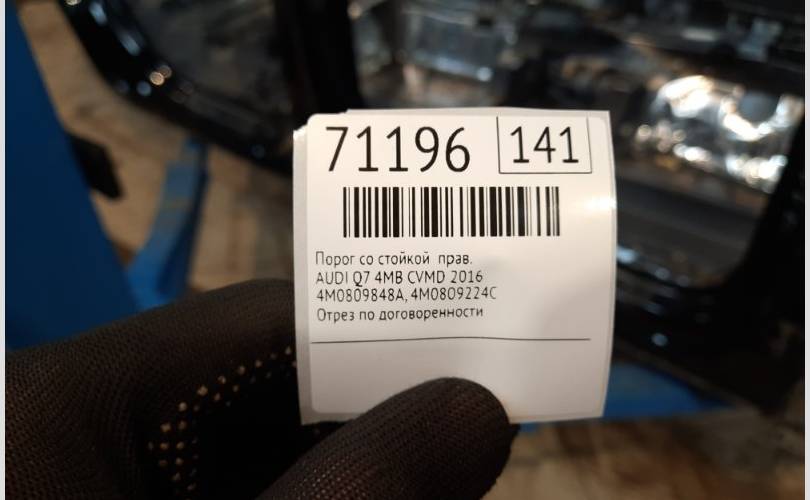 71196 141
Порог со стойкой прав.
AUDI Q7 4MB CVMD 2016
4M0809848A, 4M0809224C
Отрез по договоренности